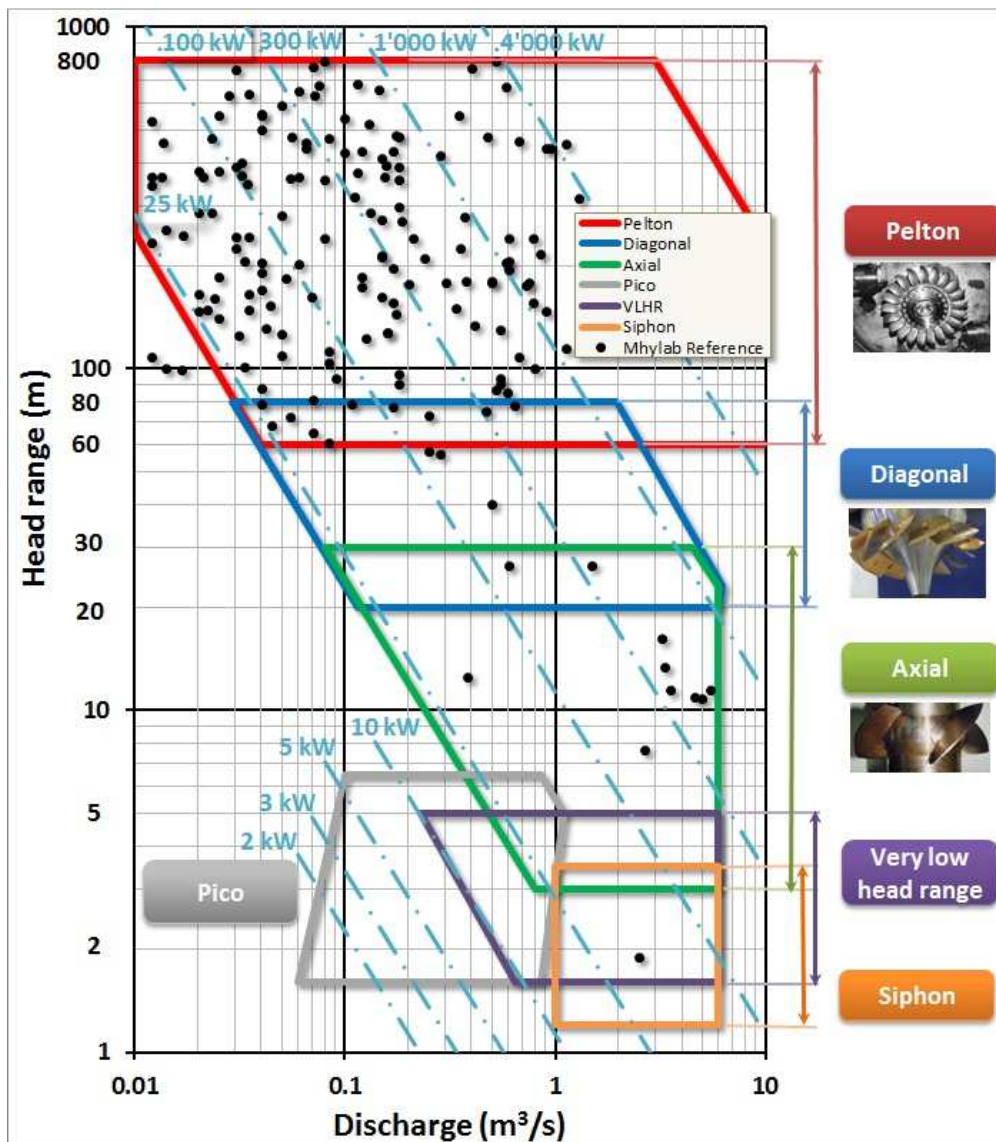 1000
800
100
80
60
30
20
10
5
2
1
Head range (m)
0.01
0.1
1
10
Discharge (m³/s)
100 kW
300 kW
1'000 kW
4'000 kW
25 kW
10 kW
5 kW
3 kW
2 kW
Pelton
Diagonal
Axial
Pico
VLHR
Siphon
Mhylab Reference
Pico
Pelton
Diagonal
Axial
Very low
head range
Siphon